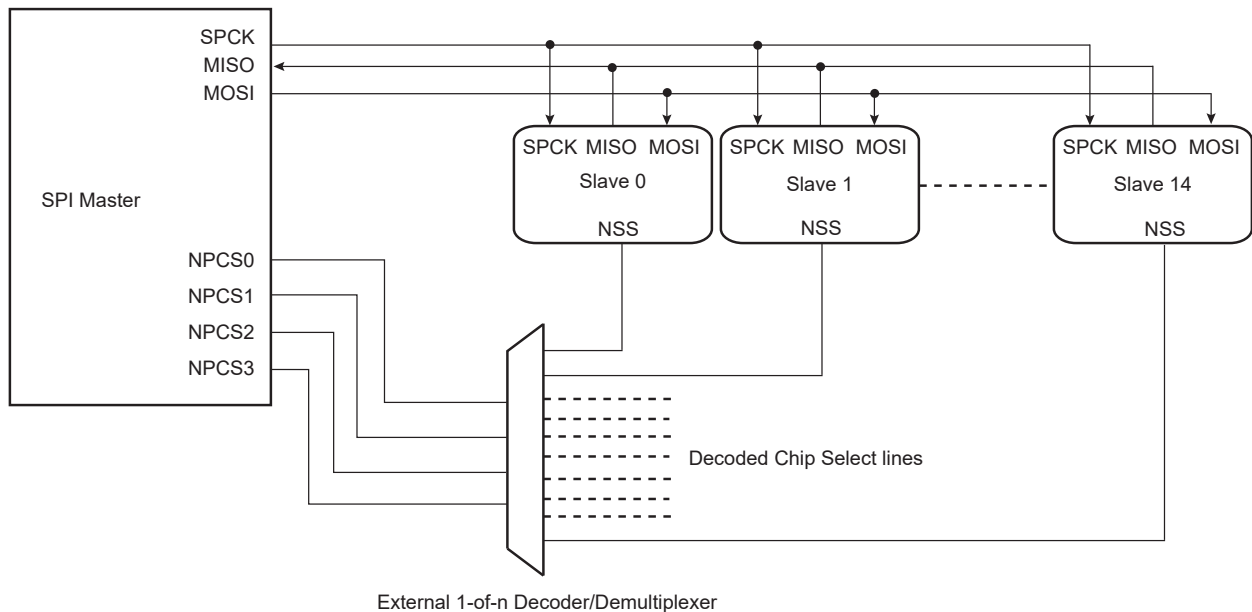 SPCK
MISO
MOSI
SPI Master
NPCS0
NPCS1
NPCS2
NPCS3
SPCK MISO MOSI
Slave 0
NSS
SPCK MISO MOSI
Slave 1
NSS
SPCK MISO MOSI
Slave 14
NSS
Decoded Chip Select lines
External 1-of-n Decoder/Demultiplexer